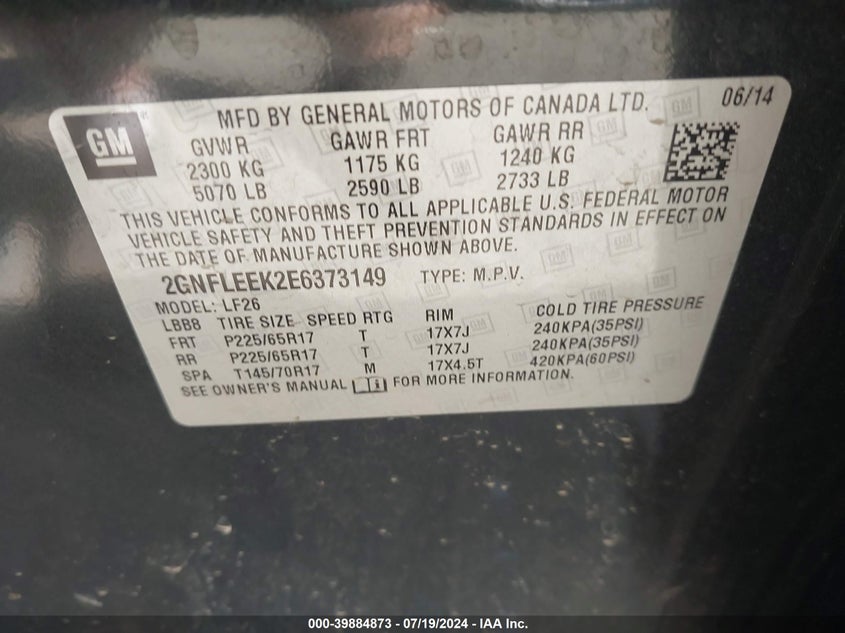 MFD BY GENERAL MOTORS OF CANADA LTD. 06/14
GM
GVWR GAWR FRT GAWR RR
2300 KG 1175 KG 1240 KG
5070 LB 2590 LB 2733 LB
THIS VEHICLE CONFORMS TO ALL APPLICABLE U.S. FEDERAL MOTOR
VEHICLE SAFETY AND THEFT PREVENTION STANDARDS IN EFFECT ON
THE DATE OF MANUFACTURE SHOWN ABOVE.
2GNFLEEK2E6373149 TYPE: M.P.V.
MODEL: LF26
LBB8 TIRE SIZE SPEED RTG RIM COLD TIRE PRESSURE
FRT P225/65R17 T 17X7J 240KPA(35PSI)
RR P225/65R17 T 17X7J 240KPA(35PSI)
SPA T145/70R17 M 17X4.5T 420KPA(60PSI)
SEE OWNER'S MANUAL FOR MORE INFORMATION.
000-39884873 - 07/19/2024 - IAA Inc.